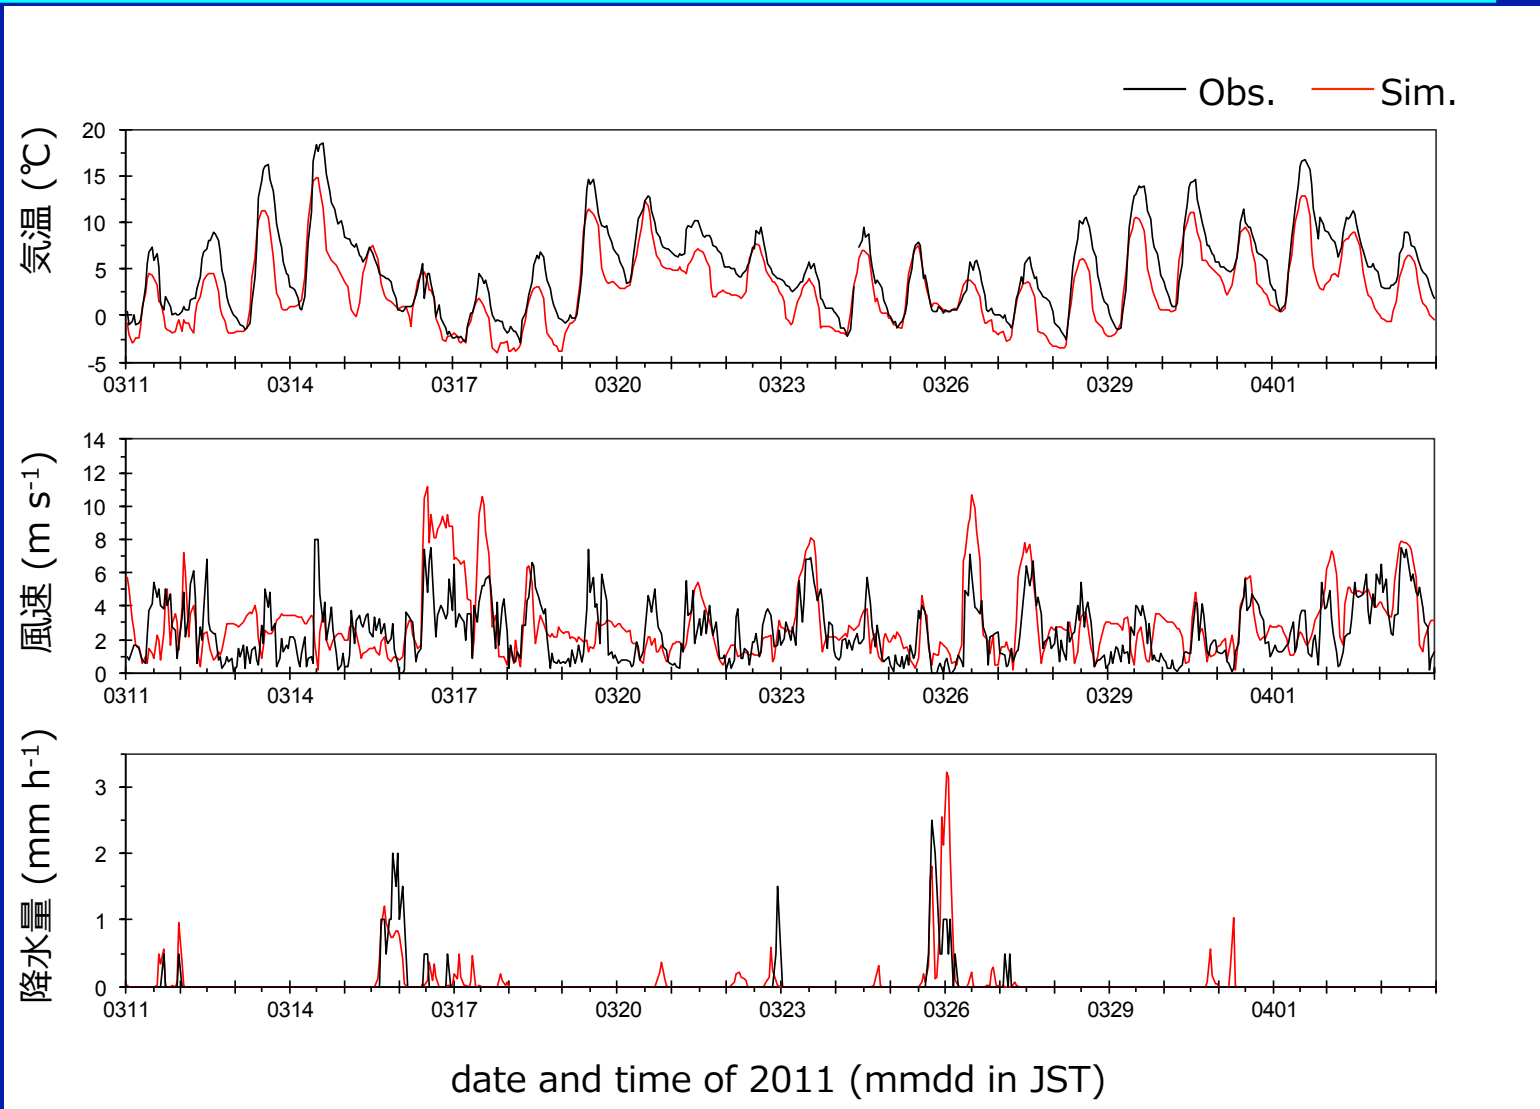 Obs. Sim.
気温 (℃)
20
15
10
5
0
-5
0311 0314 0317 0320 0323 0326 0329 0401
風速 (m s-1)
14
12
10
8
6
4
2
0
0311 0314 0317 0320 0323 0326 0329 0401
降水量 (mm h-1)
3
2
1
0
0311 0314 0317 0320 0323 0326 0329 0401
date and time of 2011 (mmdd in JST)